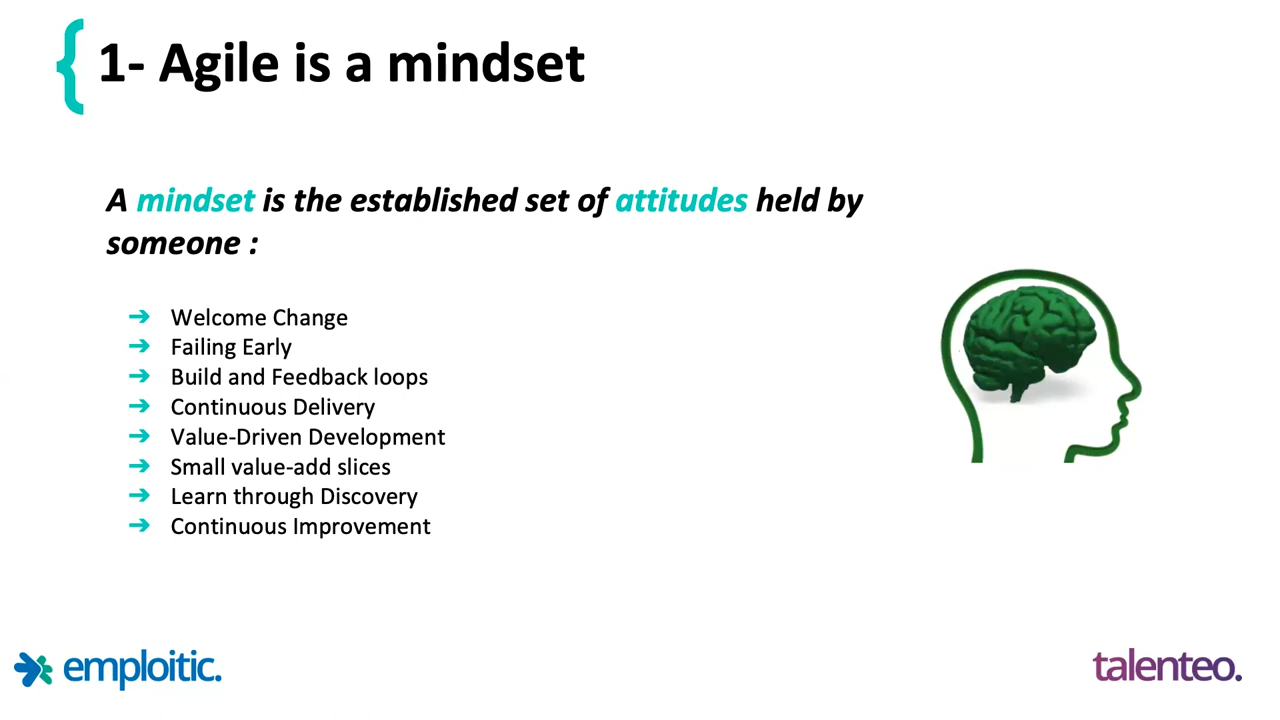 1- Agile is a mindset
A mindset is the established set of attitudes held by
someone :
➔ Welcome Change
➔ Failing Early
➔ Build and Feedback loops
➔ Continuous Delivery
➔ Value-Driven Development
➔ Small value-add slices
➔ Learn through Discovery
➔ Continuous Improvement
emploitic.
talenteo.